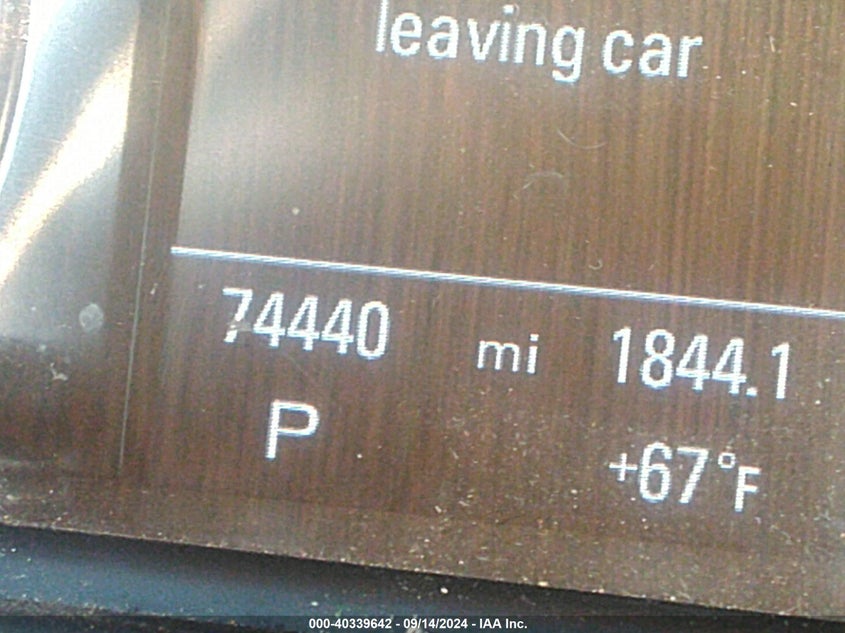 leaving car
74440 mi 1844.1
P +67°F
000-40339642 - 09/14/2024 - IAA Inc.